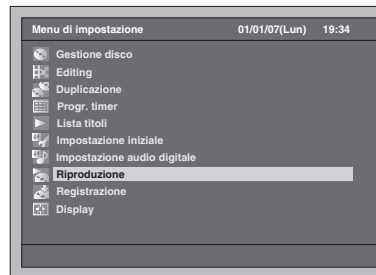 Menu di impostazione 01/01/07(Lun) 19:34
Gestione disco
Editing
Duplicazione
Progr. timer
Lista titoli
Impostazione iniziale
Impostazione audio digitale
Riproduzione
Registrazione
Display